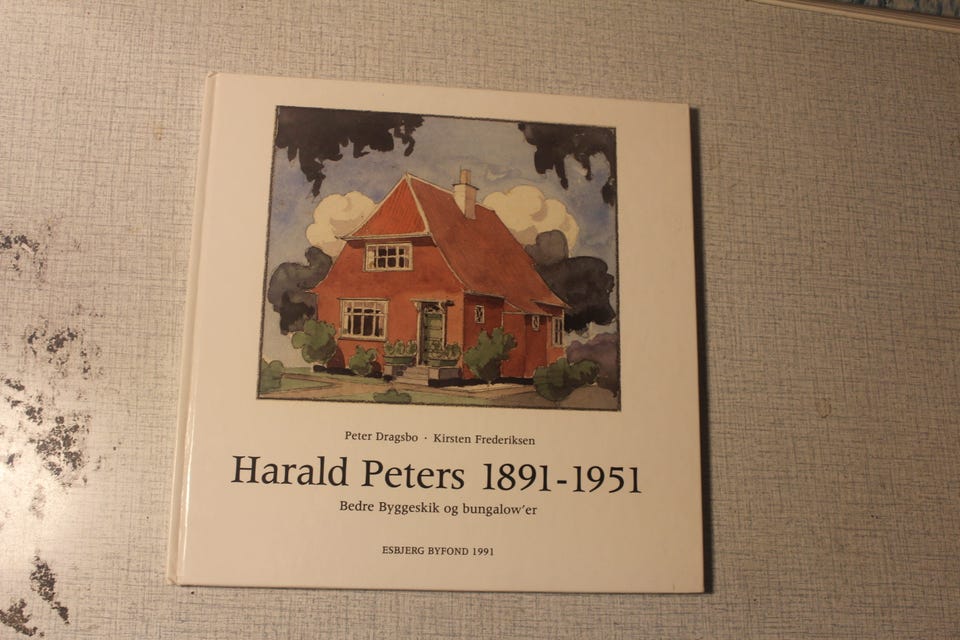 Peter Dragsbo · Kirsten Frederiksen
Harald Peters 1891-1951
Bedre Byggeskik og bungalow'er
ESBJERG BYFOND 1991